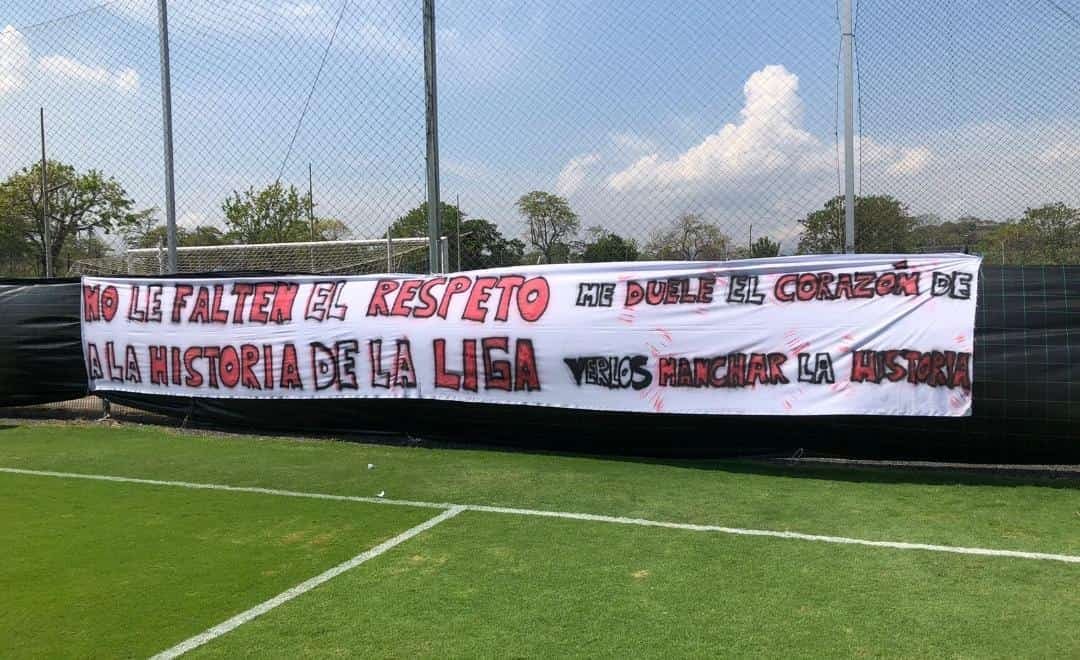 NO LE FALTEN EL RESPETO
A LA HISTORIA DE LA LIGA
ME DUELE EL CORAZÓN DE
VERLOS MANCHAR LA HISTORIA